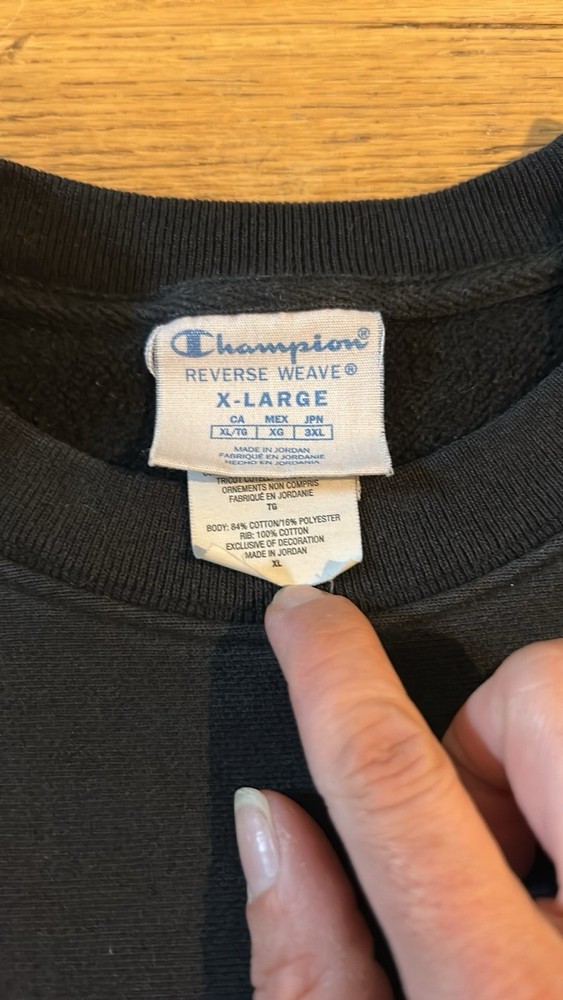 Champion®
REVERSE WEAVE®
X-LARGE
CA MEX JPN
XL/TG XG 3XL
MADE IN JORDAN
FABRIQUÉ EN JORDANIE
HECHO EN JORDANIA
TRICOT
ORNEMENTS NON COMPRIS
FABRIQUÉ EN JORDANIE
TG
BODY: 84% COTTON/16% POLYESTER
RIB: 100% COTTON
EXCLUSIVE OF DECORATION
MADE IN JORDAN
XL